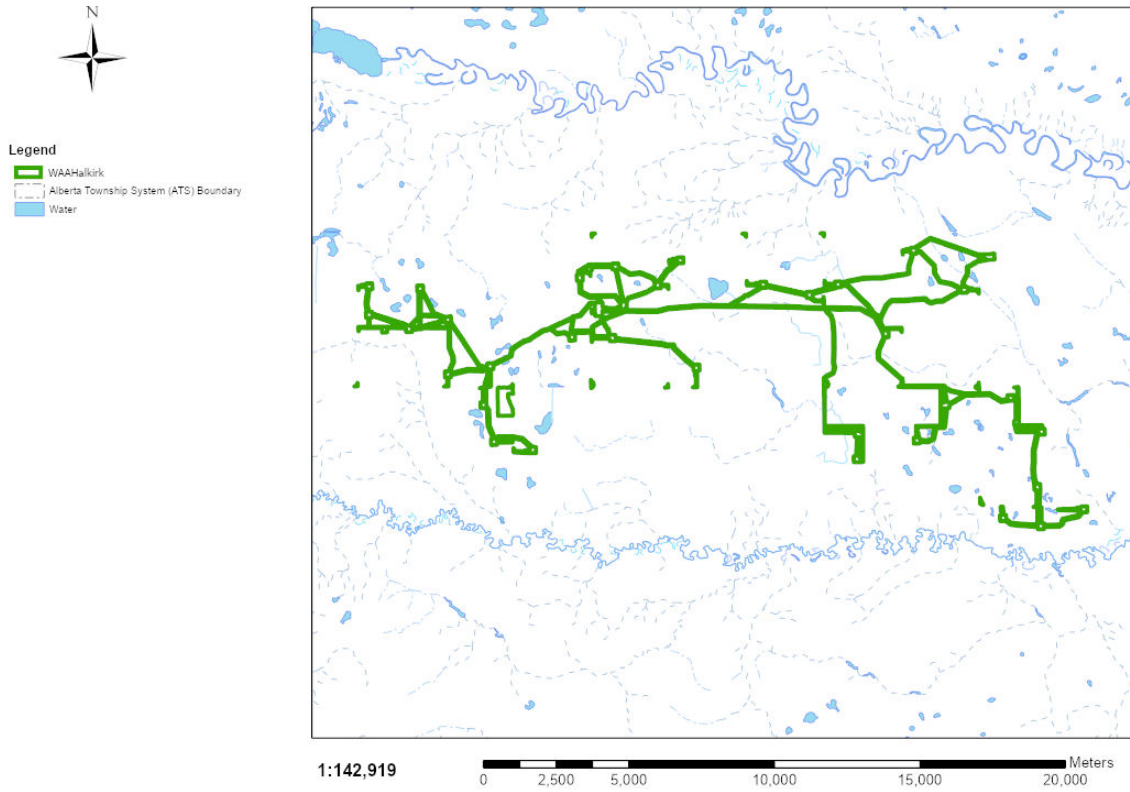 N
Legend
WAAHalkirk
Alberta Township System (ATS) Boundary
Water
1:142,919
Meters
0 2,500 5,000 10,000 15,000 20,000